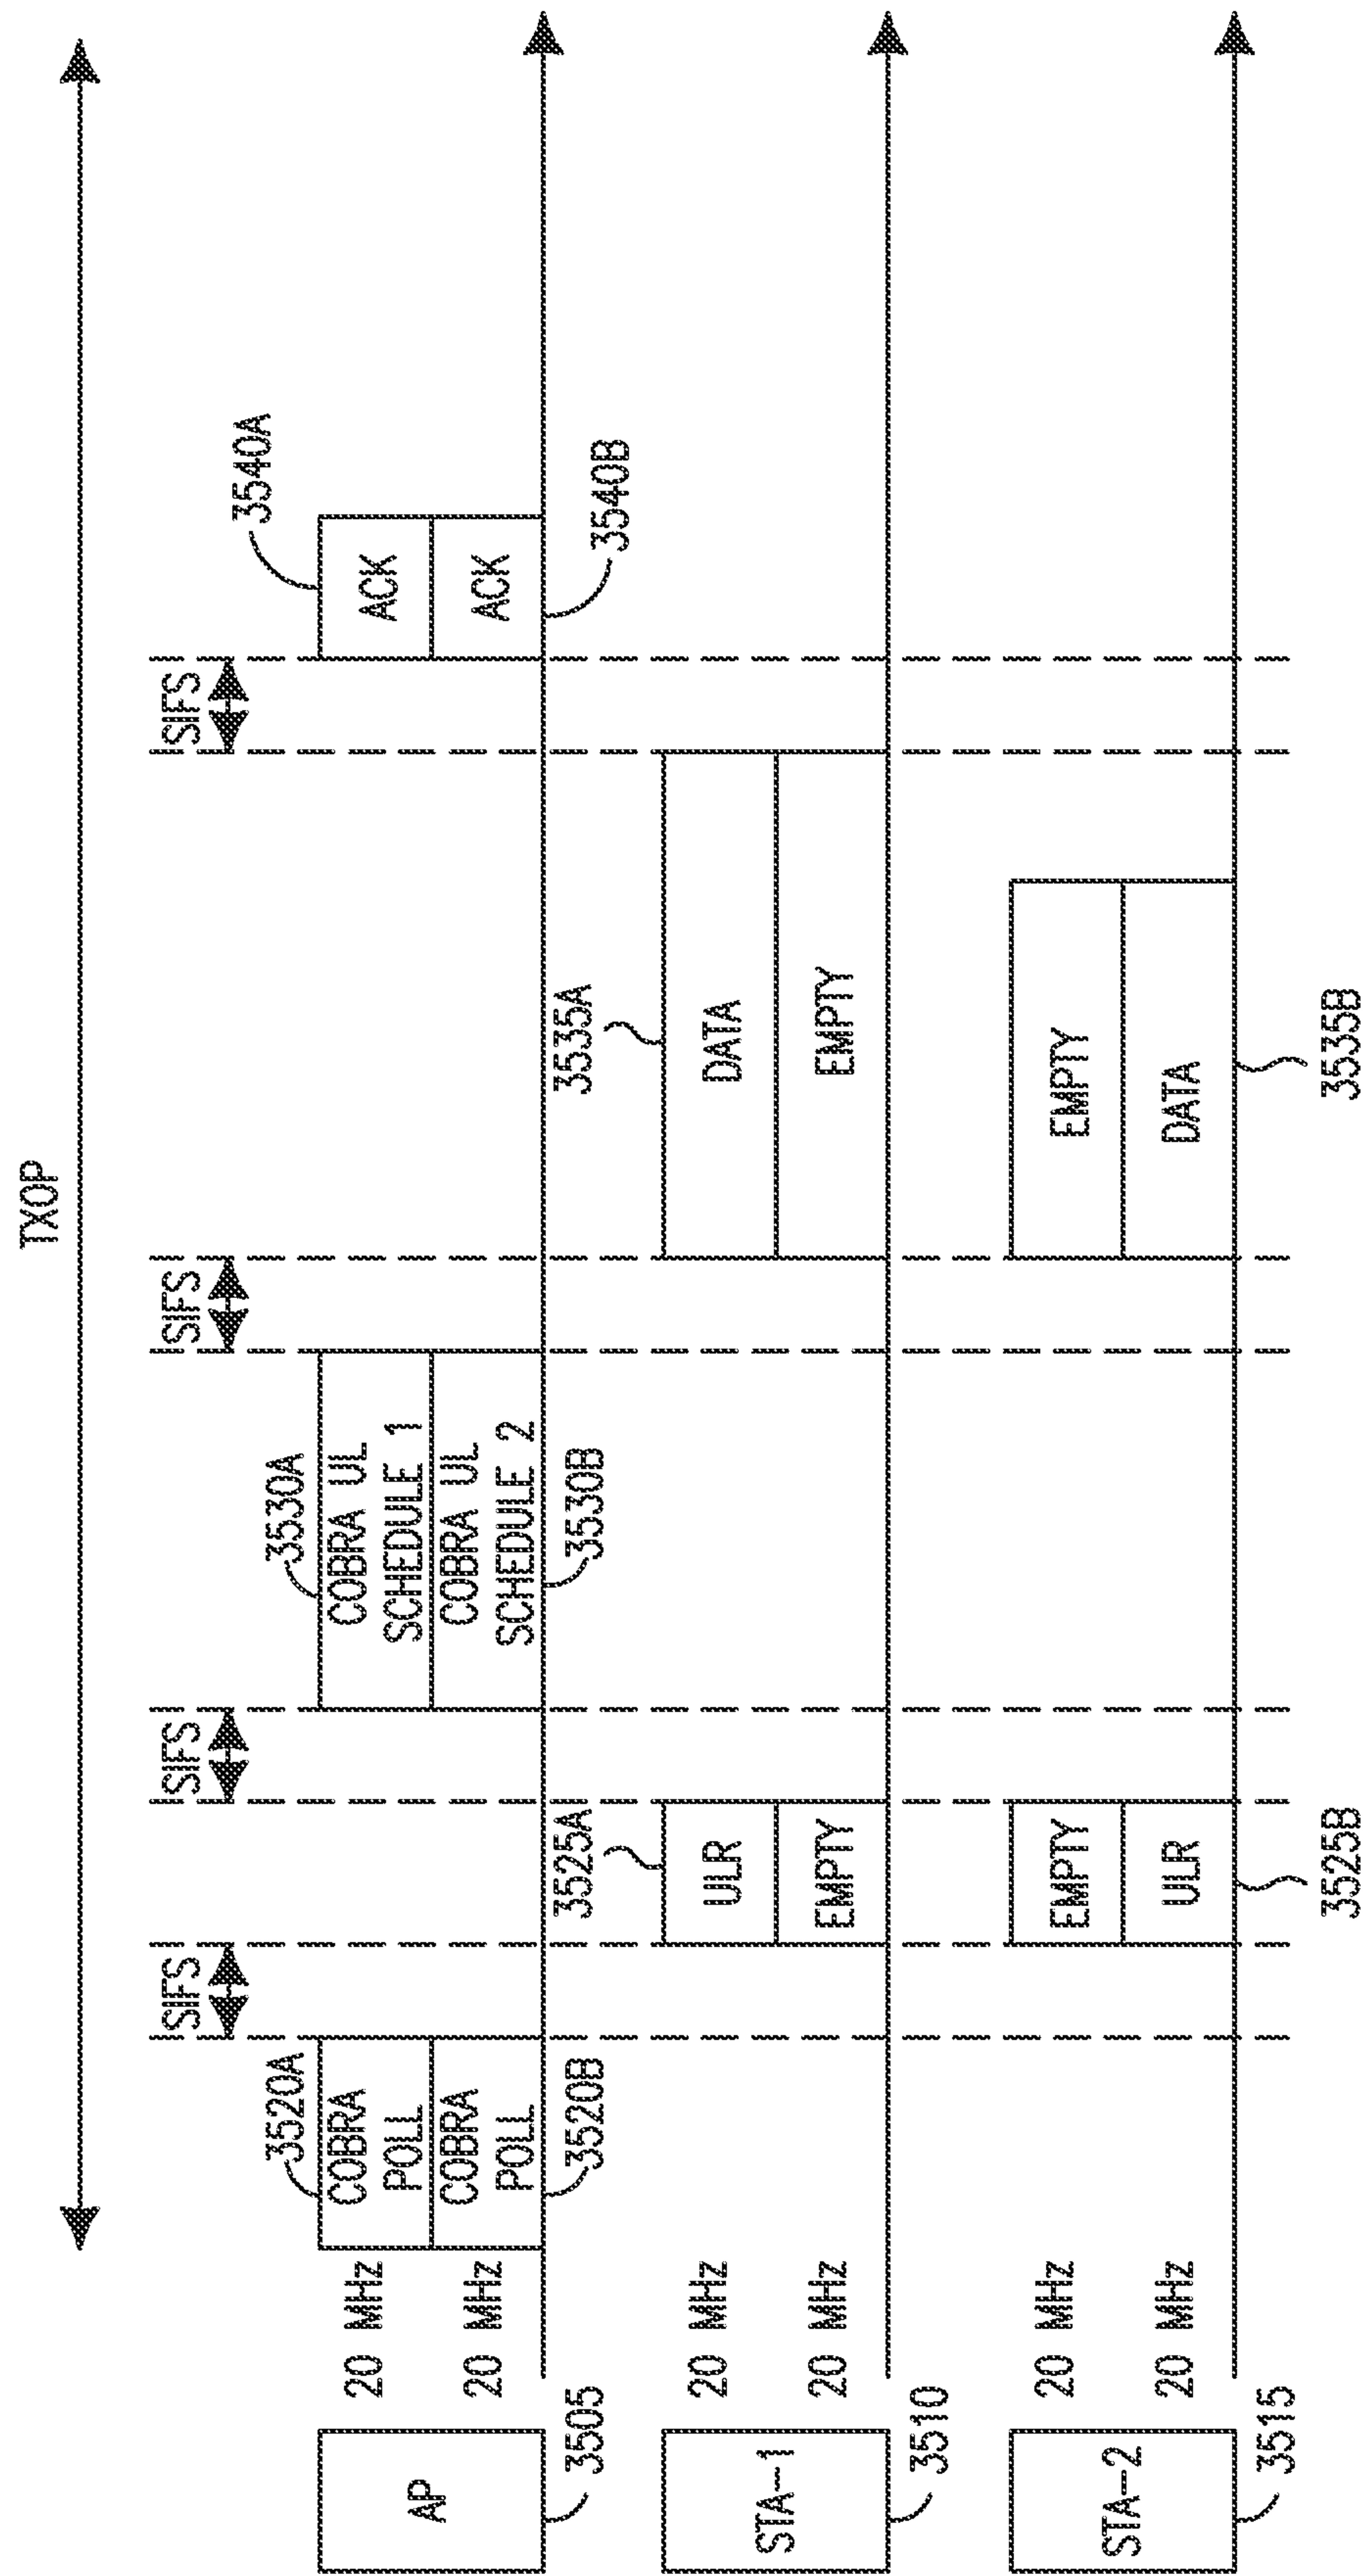 TXOP
SIFS
SIFS
SIFS
SIFS
AP
3505
20 MHz
20 MHz
3520A
COBRA
POLL
COBRA
POLL
3520B
3530A
COBRA UL
SCHEDULE 1
COBRA UL
SCHEDULE 2
3530B
3540A
ACK
ACK
3540B
STA-1
3510
20 MHz
20 MHz
3525A
ULR
EMPTY
3535A
DATA
EMPTY
STA-2
3515
20 MHz
20 MHz
EMPTY
ULR
3525B
EMPTY
DATA
3535B